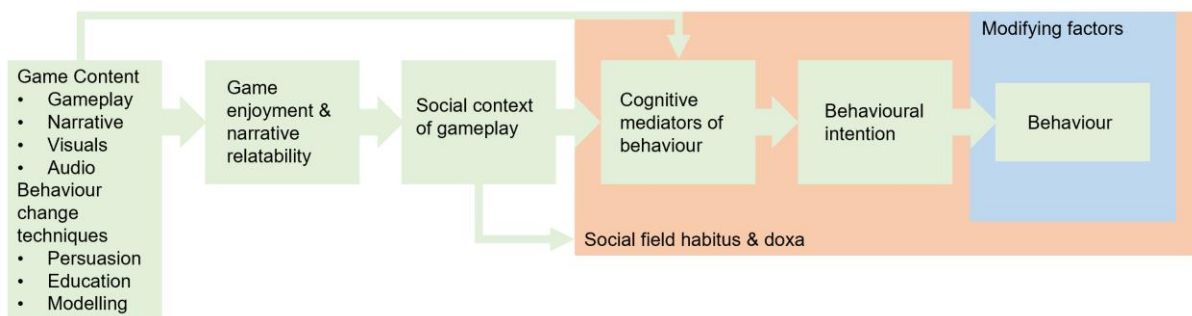 Game Content
• Gameplay
• Narrative
• Visuals
• Audio
Behaviour
change
techniques
• Persuasion
• Education
• Modelling
Game
enjoyment &
narrative
relatability
Social context
of gameplay
Cognitive
mediators of
behaviour
Behavioural
intention
Modifying factors
Behaviour
Social field habitus & doxa